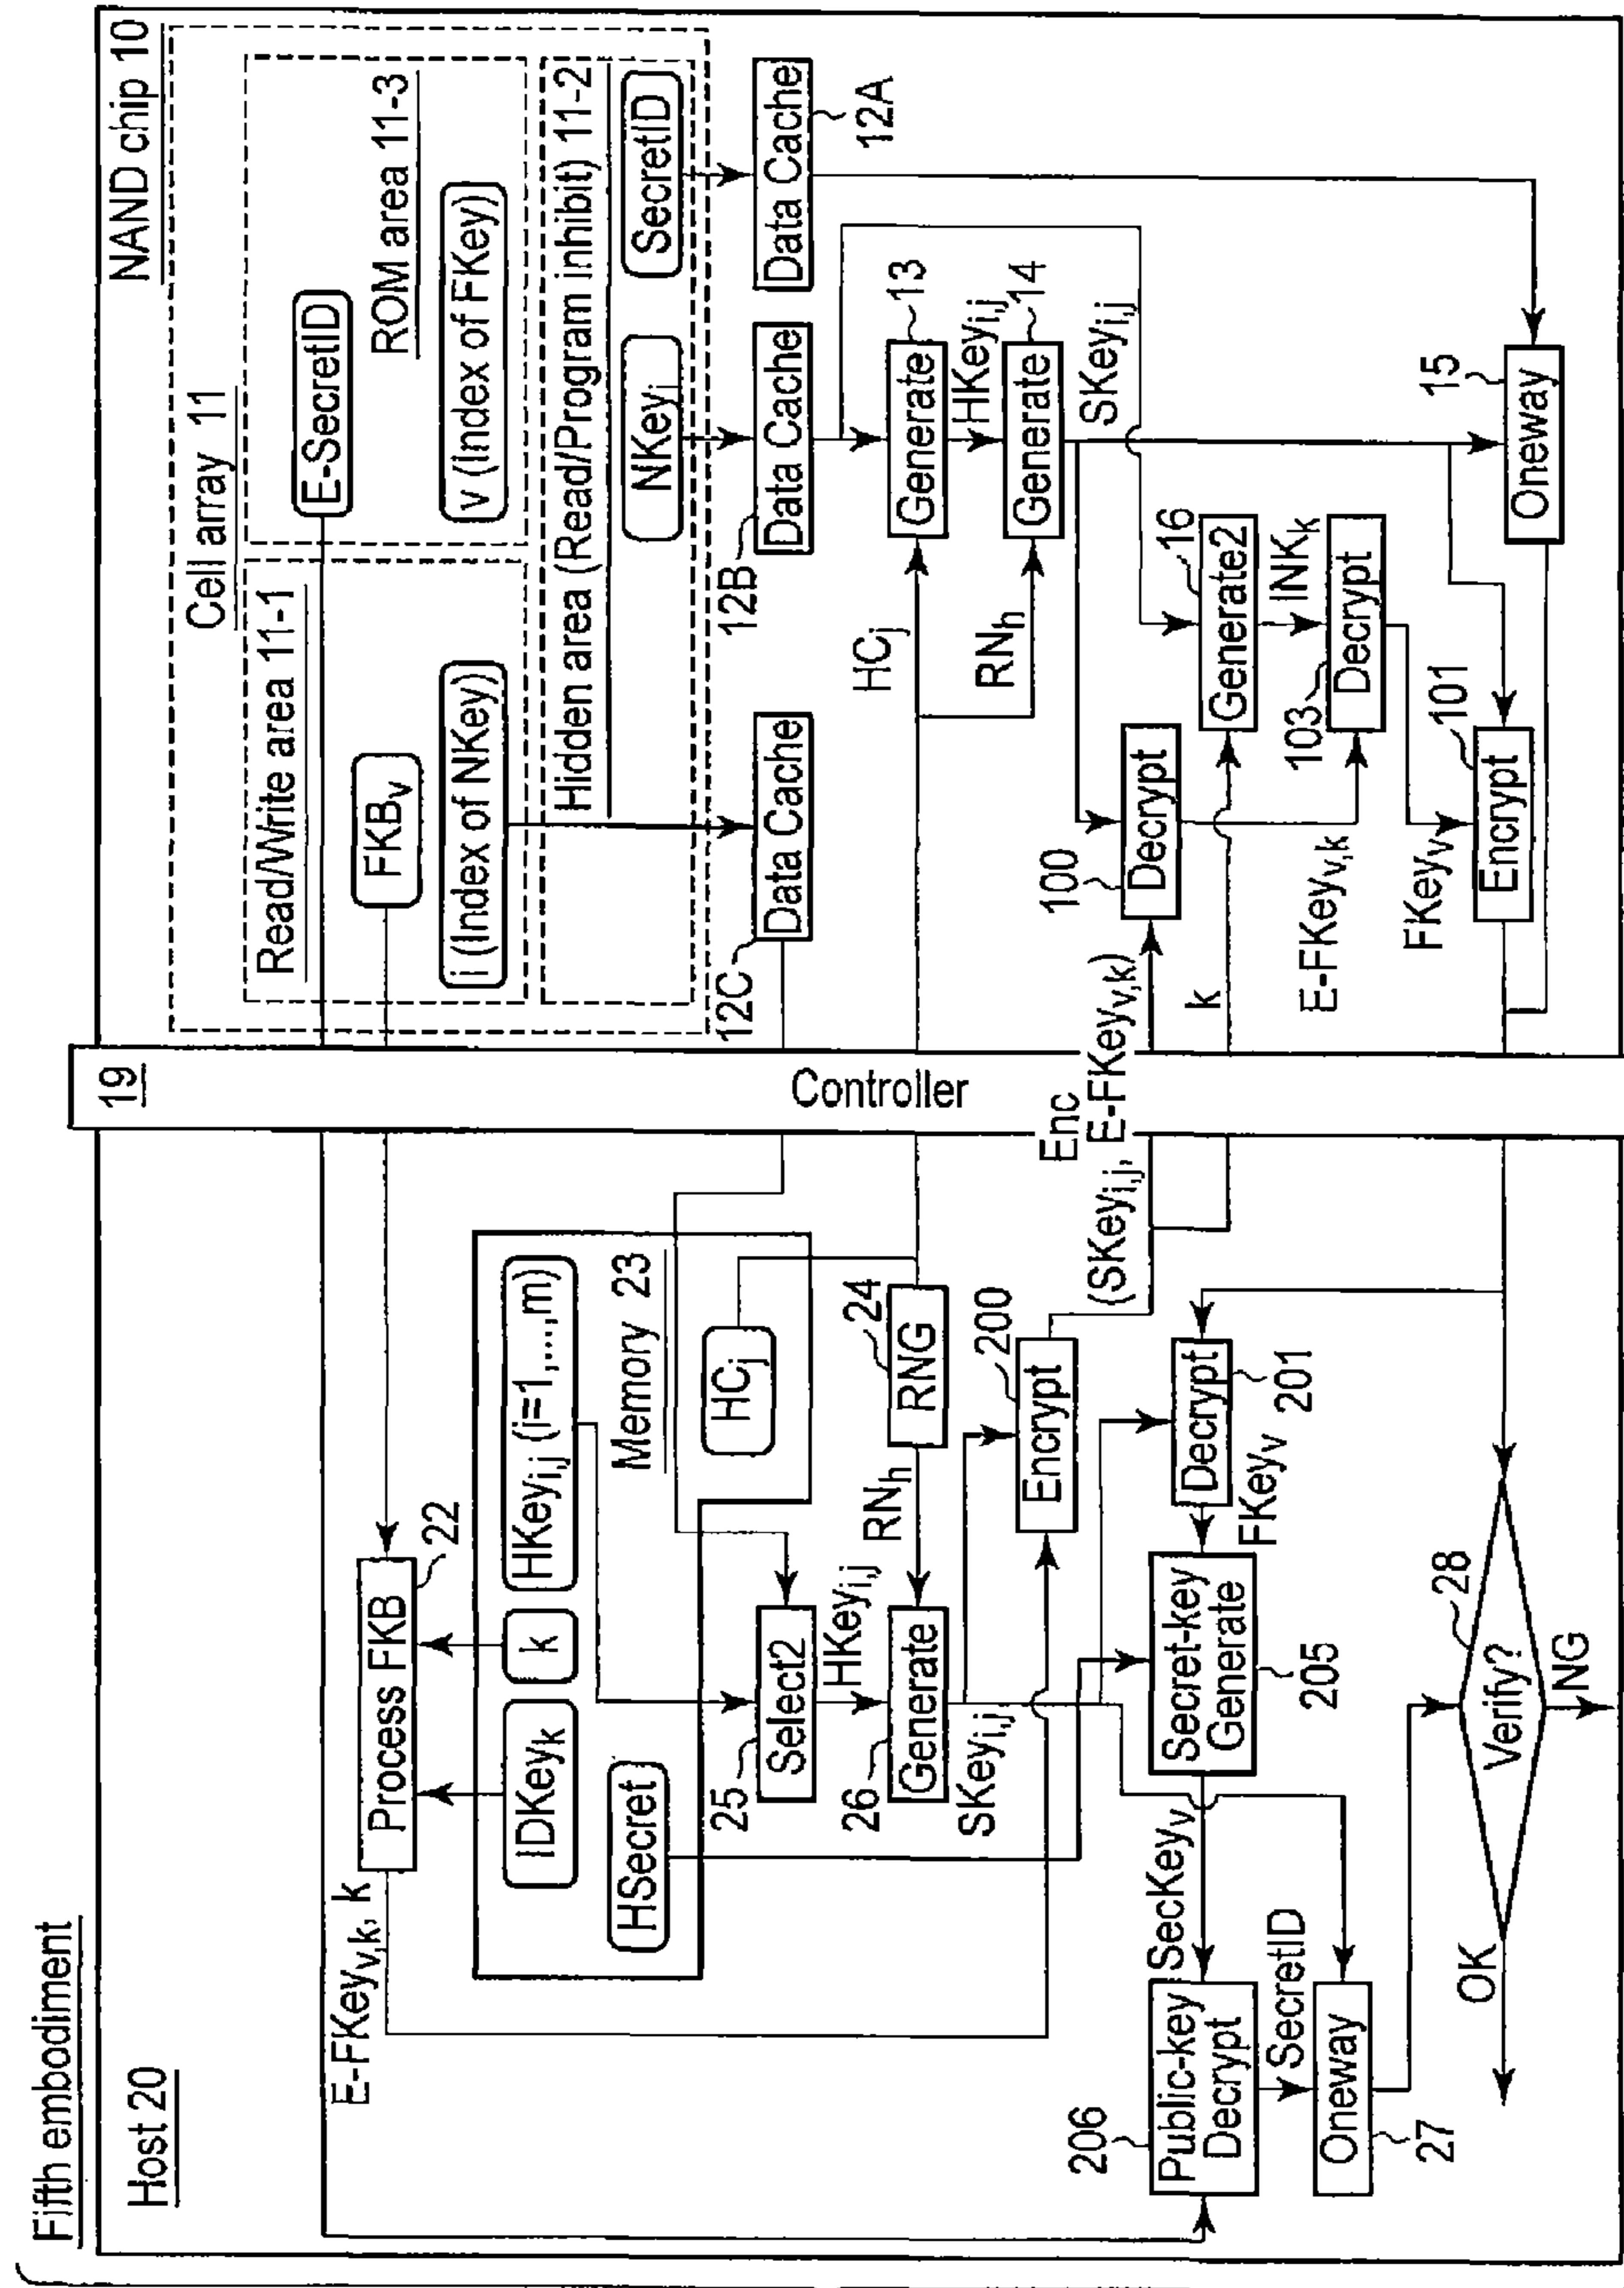 Fifth embodiment
Host 20
E-FKeyv,k, k
Process FKB
22
IDKeyk
k
HKeyi,j (i=1,...,m)
HSecret
Memory 23
HCj
25
Select2
HKeyi,j
26
Generate
RNh
RNG
24
SKeyi,j
Encrypt
200
(SKeyi,j,
Enc
E-FKeyv,k)
206
Public-key
Decrypt
SecKeyv
Secret-key
Generate
205
FKeyv
Decrypt
201
SecretID
Oneway
27
OK
Verify?
28
NG
19
Controller
NAND chip 10
Cell array 11
Read/Write area 11-1
E-SecretID
ROM area 11-3
FKBv
i (Index of NKey)
v (Index of FKey)
Hidden area (Read/Program inhibit) 11-2
NKeyi
SecretID
12C
Data Cache
12B
Data Cache
Data Cache
12A
HCj
Generate
13
HKeyi,j
RNh
Generate
14
SKeyi,j
100
Decrypt
k
Generate2
16
INKk
E-FKeyv,k
103
Decrypt
FKeyv
101
Encrypt
Oneway
15